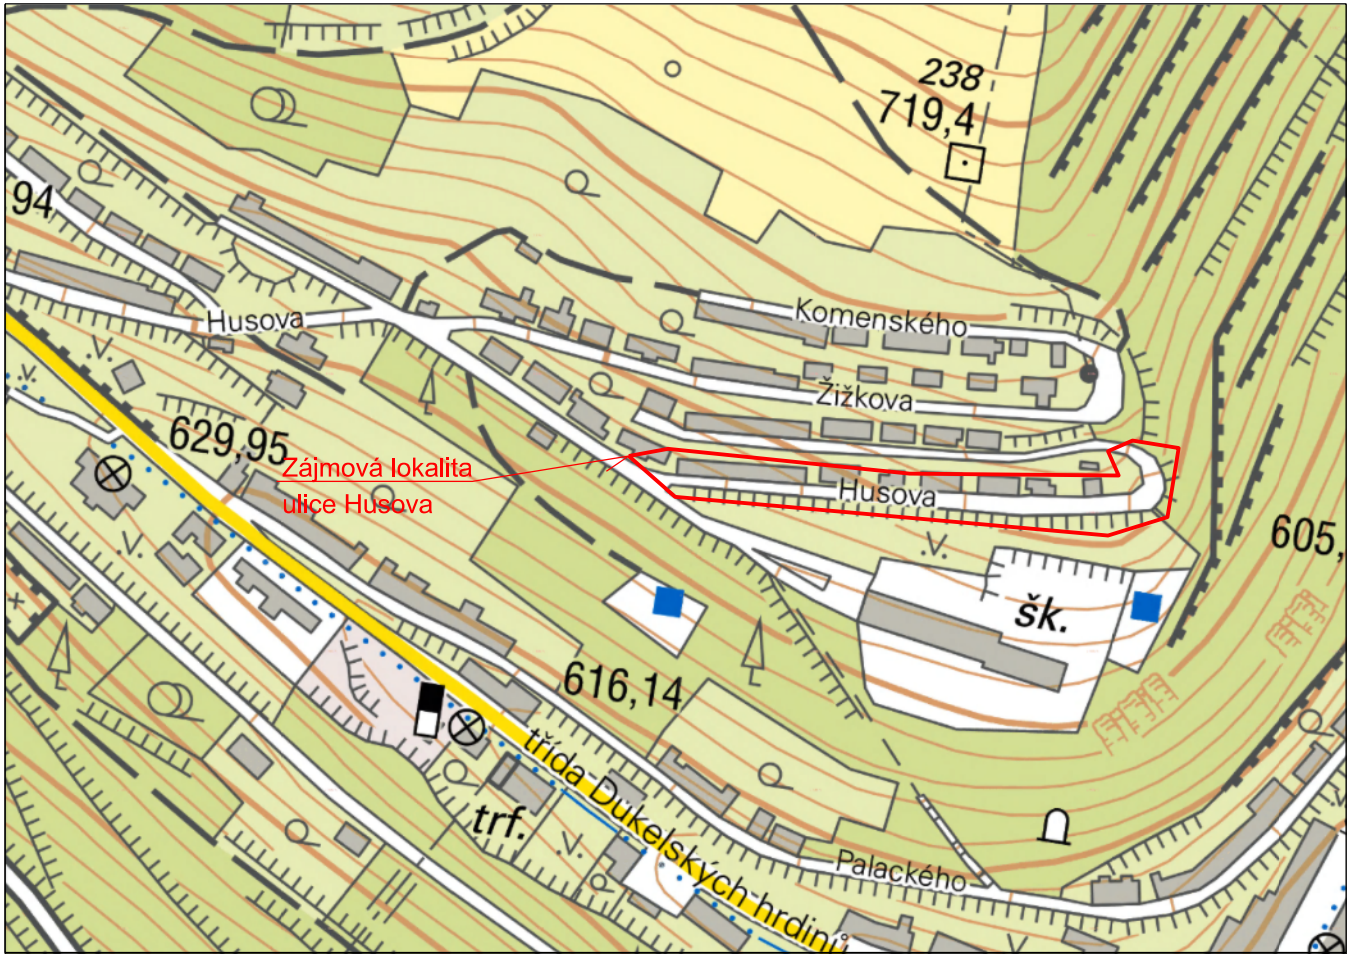 238
719,4
94
Husova
Komenského
Žižkova
629,95
Zájmová lokalita
ulice Husova
Husova
605,
šk.
616,14
třída Dukelských hrdinů
trf.
Palackého